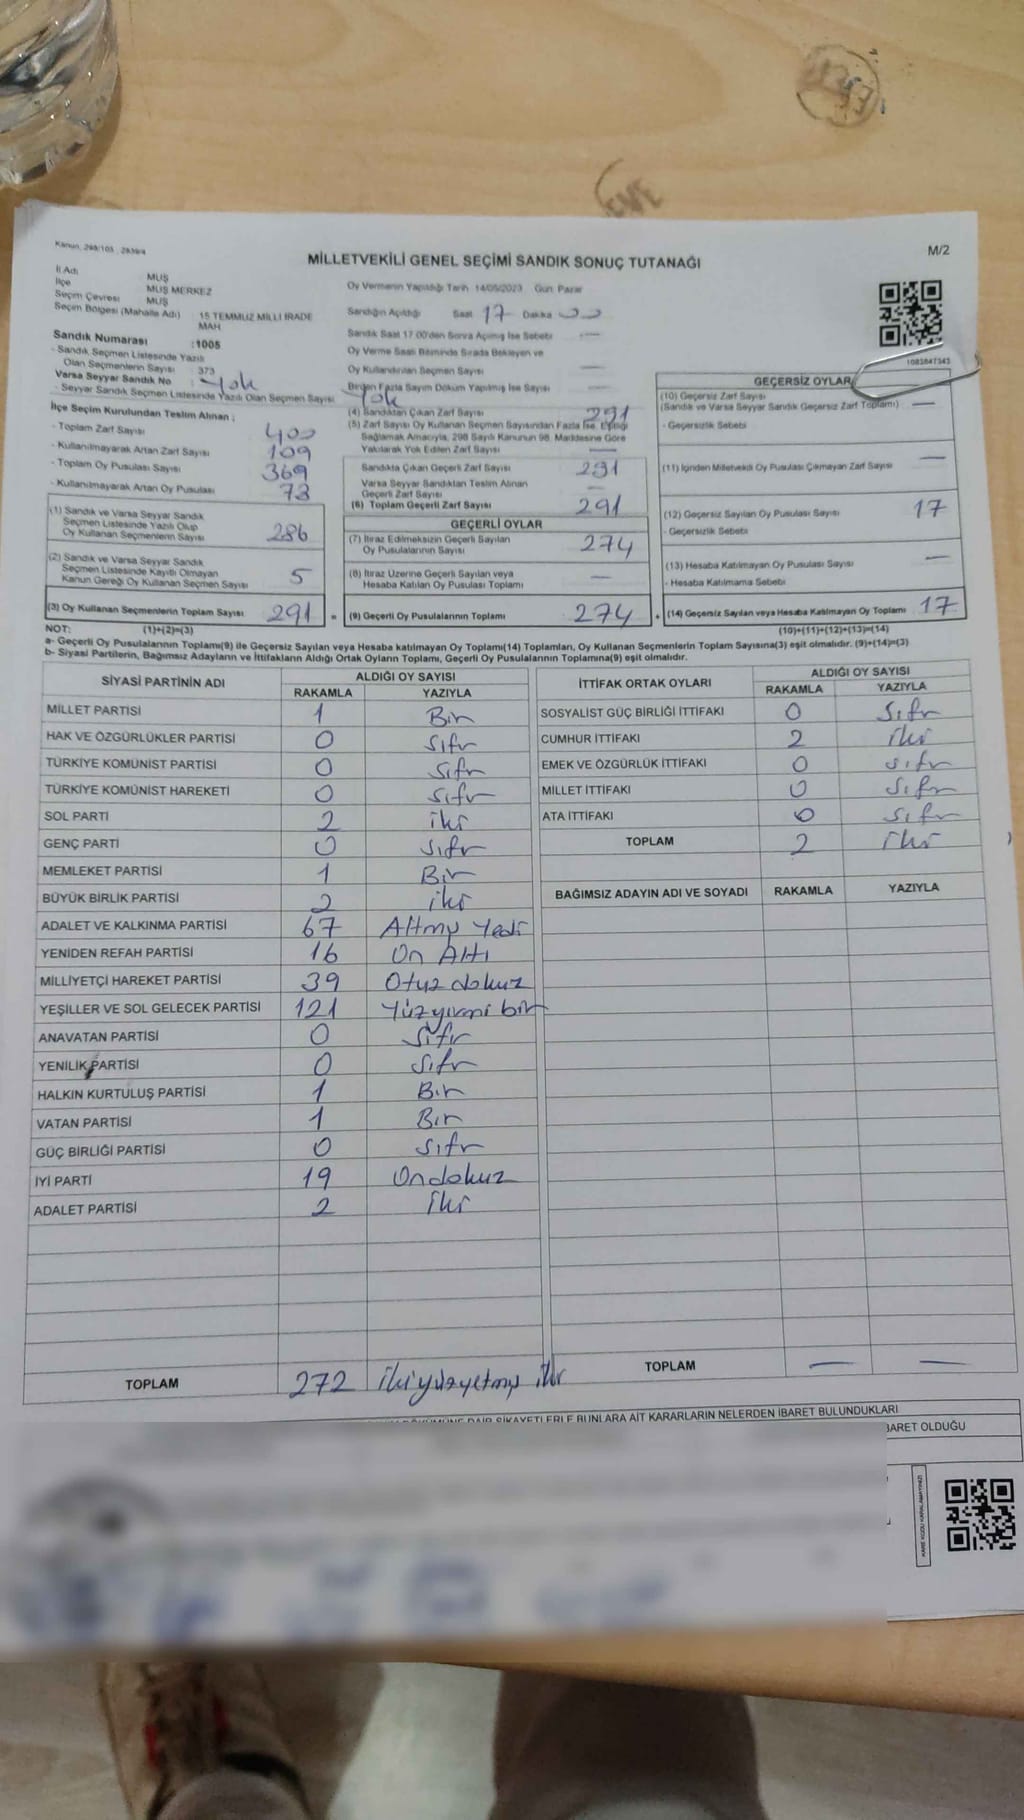 Kanun, 298/103 , 2839/4
M/2
MİLLETVEKİLİ GENEL SEÇİMİ SANDIK SONUÇ TUTANAĞI
İl Adı MUŞ
İlçe MUŞ MERKEZ
Seçim Çevresi MUŞ
Seçim Bölgesi (Mahalle Adı) 15 TEMMUZ MİLLİ İRADE
MAH
Sandık Numarası :1005
- Sandık Seçmen Listesinde Yazılı
Olan Seçmenlerin Sayısı : 373
Varsa Seyyar Sandık No : Yok
- Seyyar Sandık Seçmen Listesinde Yazılı Olan Seçmen Sayısı Yok
İlçe Seçim Kurulundan Teslim Alınan ;
- Toplam Zarf Sayısı 400
- Kullanılmayarak Artan Zarf Sayısı 109
- Toplam Oy Pusulası Sayısı 369
- Kullanılmayarak Artan Oy Pusulası 73
(1) Sandık ve Varsa Seyyar Sandık
Seçmen Listesinde Yazılı Olup
Oy Kullanan Seçmenlerin Sayısı 286
(2) Sandık ve Varsa Seyyar Sandık
Seçmen Listesinde Kayıtlı Olmayan
Kanun Gereği Oy Kullanan Seçmen Sayısı 5
(3) Oy Kullanan Seçmenlerin Toplam Sayısı 291 =
Oy Vermenin Yapıldığı Tarih 14/05/2023 Gün: Pazar
Sandığın Açıldığı Saat 17 Dakika 00
Sandık Saat 17:00'den Sonra Açılmış İse Sebebi —
Oy Verme Saati Bitiminde Sırada Bekleyen ve
Oy Kullandırılan Seçmen Sayısı —
Birden Fazla Sayım Döküm Yapılmış İse Sayısı —
(4) Sandıktan Çıkan Zarf Sayısı 291
(5) Zarf Sayısı Oy Kullanan Seçmen Sayısından Fazla İse, Eşitliği
Sağlamak Amacıyla, 298 Sayılı Kanunun 98. Maddesine Göre
Yakılarak Yok Edilen Zarf Sayısı —
Sandıkta Çıkan Geçerli Zarf Sayısı 291
Varsa Seyyar Sandıktan Teslim Alınan
Geçerli Zarf Sayısı —
(6) Toplam Geçerli Zarf Sayısı 291
GEÇERLİ OYLAR
(7) İtiraz Edilmeksizin Geçerli Sayılan
Oy Pusulalarının Sayısı 274
(8) İtiraz Üzerine Geçerli Sayılan veya
Hesaba Katılan Oy Pusulası Toplamı —
(9) Geçerli Oy Pusulalarının Toplamı 274 +
1083847343
GEÇERSİZ OYLAR
(10) Geçersiz Zarf Sayısı
(Sandık ve Varsa Seyyar Sandık Geçersiz Zarf Toplamı) —
- Geçersizlik Sebebi
(11) İçinden Milletvekili Oy Pusulası Çıkmayan Zarf Sayısı —
(12) Geçersiz Sayılan Oy Pusulası Sayısı 17
- Geçersizlik Sebebi
(13) Hesaba Katılmayan Oy Pusulası Sayısı —
- Hesaba Katılmama Sebebi
(14) Geçersiz Sayılan veya Hesaba Katılmayan Oy Toplamı 17
NOT: (1)+(2)=(3) (10)+(11)+(12)+(13)=(14)
a- Geçerli Oy Pusulalarının Toplamı(9) ile Geçersiz Sayılan veya Hesaba katılmayan Oy Toplamı(14) Toplamları, Oy Kullanan Seçmenlerin Toplam Sayısına(3) eşit olmalıdır. (9)+(14)=(3)
b- Siyasi Partilerin, Bağımsız Adayların ve İttifakların Aldığı Ortak Oyların Toplamı, Geçerli Oy Pusulalarının Toplamına(9) eşit olmalıdır.
SİYASİ PARTİNİN ADI ALDIĞI OY SAYISI
RAKAMLA YAZIYLA
MİLLET PARTİSİ 1 Bir
HAK VE ÖZGÜRLÜKLER PARTİSİ 0 Sıfır
TÜRKİYE KOMÜNİST PARTİSİ 0 Sıfır
TÜRKİYE KOMÜNİST HAREKETİ 0 Sıfır
SOL PARTİ 2 iki
GENÇ PARTİ 0 Sıfır
MEMLEKET PARTİSİ 1 Bir
BÜYÜK BİRLİK PARTİSİ 2 iki
ADALET VE KALKINMA PARTİSİ 67 Altmış Yedi
YENİDEN REFAH PARTİSİ 16 On Altı
MİLLİYETÇİ HAREKET PARTİSİ 39 Otuz dokuz
YEŞİLLER VE SOL GELECEK PARTİSİ 121 Yüzyirmi bir
ANAVATAN PARTİSİ 0 Sıfır
YENİLİK PARTİSİ 0 Sıfır
HALKIN KURTULUŞ PARTİSİ 1 Bir
VATAN PARTİSİ 1 Bir
GÜÇ BİRLİĞİ PARTİSİ 0 Sıfır
İYİ PARTİ 19 Ondokuz
ADALET PARTİSİ 2 iki
TOPLAM 272 ikiyüzyetmiş iki
İTTİFAK ORTAK OYLARI ALDIĞI OY SAYISI
RAKAMLA YAZIYLA
SOSYALİST GÜÇ BİRLİĞİ İTTİFAKI 0 Sıfır
CUMHUR İTTİFAKI 2 iki
EMEK VE ÖZGÜRLÜK İTTİFAKI 0 Sıfır
MİLLET İTTİFAKI 0 Sıfır
ATA İTTİFAKI 0 Sıfır
TOPLAM 2 iki
BAĞIMSIZ ADAYIN ADI VE SOYADI RAKAMLA YAZIYLA
TOPLAM — —
DÖKÜMÜNE DAİR ŞİKAYETLERLE BUNLARA AİT KARARLARIN NELERDEN İBARET BULUNDUKLARI
BARET OLDUĞU
KARE KODU KARALAMAYINIZ!